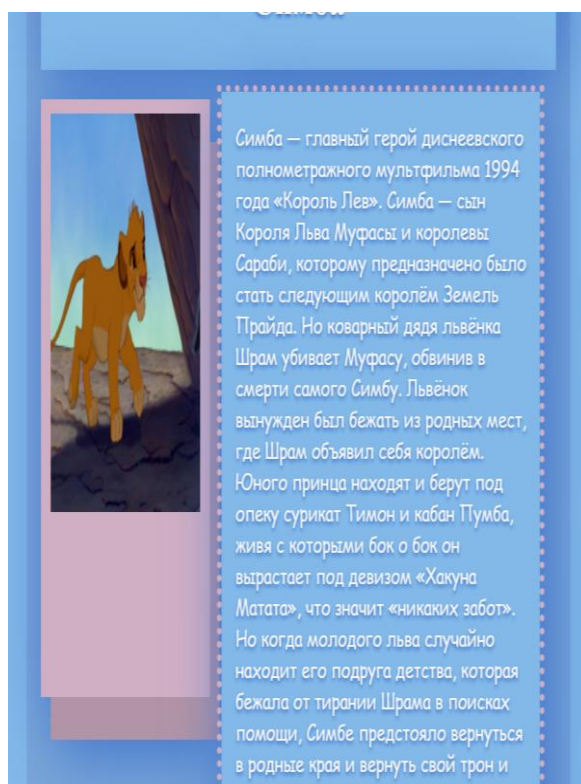 Симба — главный герой диснеевского
полнометражного мультфильма 1994
года «Король Лев». Симба — сын
Короля Льва Муфасы и королевы
Сараби, которому предназначено было
стать следующим королём Земель
Прайда. Но коварный дядя львёнка
Шрам убивает Муфасу, обвинив в
смерти самого Симбу. Львёнок
вынужден был бежать из родных мест,
где Шрам объявил себя королём.
Юного принца находят и берут под
опеку сурикат Тимон и кабан Пумба,
живя с которыми бок о бок он
вырастает под девизом «Хакуна
Матата», что значит «никаких забот».
Но когда молодого льва случайно
находит его подруга детства, которая
бежала от тирании Шрама в поисках
помощи, Симбе предстояло вернуться
в родные края и вернуть свой трон и